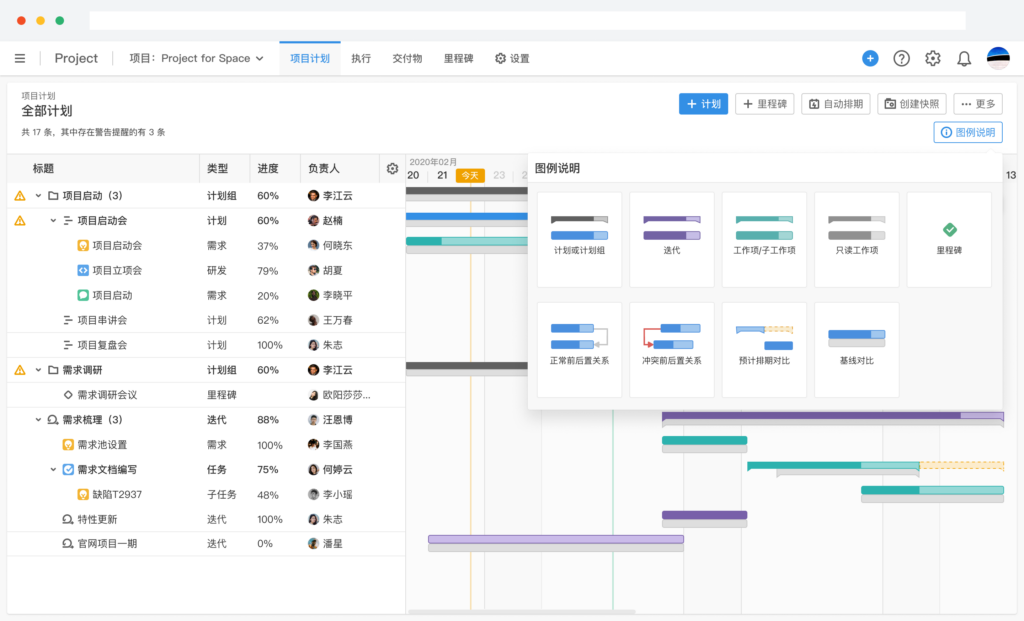 Project
项目：Project for Space
项目计划
执行
交付物
里程碑
设置
项目计划
全部计划
共 17 条，其中存在警告提醒的有 3 条
计划
里程碑
自动排期
创建快照
更多
图例说明
标题 类型 进度 负责人
2020年02月
20 21 今天 23
13
项目启动（3） 计划组 60% 李江云
项目启动会 计划 60% 赵楠
项目启动会 需求 37% 何晓东
项目立项会 研发 79% 胡夏
项目启动 需求 20% 李晓平
项目串讲会 计划 62% 王万春
项目复盘会 计划 100% 朱志
需求调研 计划组 60% 李江云
需求调研会议 里程碑 欧阳莎莎...
需求梳理（3） 迭代 88% 汪恩博
需求池设置 需求 100% 李国燕
需求文档编写 任务 75% 何婷云
缺陷T2937 子任务 48% 李小瑶
特性更新 迭代 100% 朱志
官网项目一期 迭代 0% 潘星
图例说明
计划或计划组
迭代
工作项/子工作项
只读工作项
里程碑
正常前后置关系
冲突前后置关系
预计排期对比
基线对比